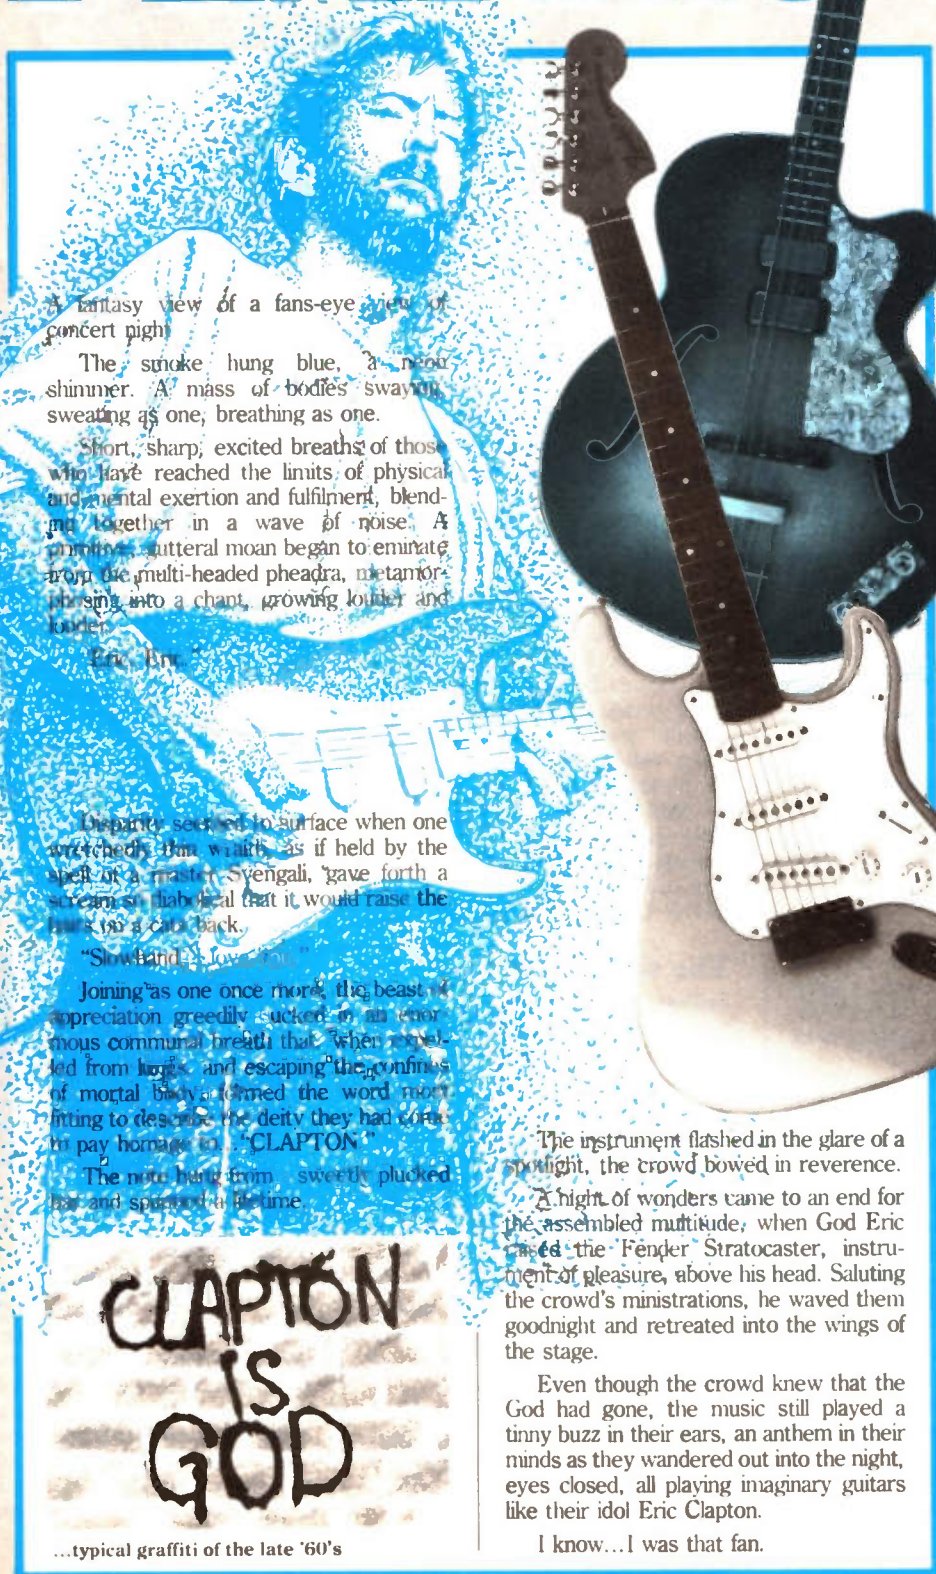 A fantasy view of a fans-eye view of
concert night
The smoke hung blue, a neon
shimmer. A mass of bodies swaying,
sweating as one, breathing as one.
Short, sharp, excited breaths of those
who have reached the limits of physical
and mental exertion and fulfilment, blend-
ing together in a wave of noise. A
primitive, gutteral moan began to eminate
from the multi-headed pheadra, metamor-
phosing into a chant, growing louder and
louder.
"Eric, Eric."
Disparity seemed to surface when one
wretchedly thin wraith, as if held by the
spell of a master Svengali, gave forth a
scream so diabolical that it would raise the
hairs on a cats back.
"Slowhand,
Joining as one once more, the beast of
appreciation greedily sucked in an enor-
mous communal breath that, when expel-
led from lungs, and escaping the confines
of mortal body, formed the word most
fitting to describe the deity they had come
to pay homage to... "CLAPTON"
The note hung from sweetly plucked
and spanned a lifetime.
CLAPTON
IS
GOD
...typical graffiti of the late '60's
The instrument flashed in the glare of a
spotlight, the crowd bowed in reverence.
A night of wonders came to an end for
the assembled multitude, when God Eric
raised the Fender Stratocaster, instru-
ment of pleasure, above his head. Saluting
the crowd's ministrations, he waved them
goodnight and retreated into the wings of
the stage.
Even though the crowd knew that the
God had gone, the music still played a
tinny buzz in their ears, an anthem in their
minds as they wandered out into the night,
eyes closed, all playing imaginary guitars
like their idol Eric Clapton.
I know...I was that fan.